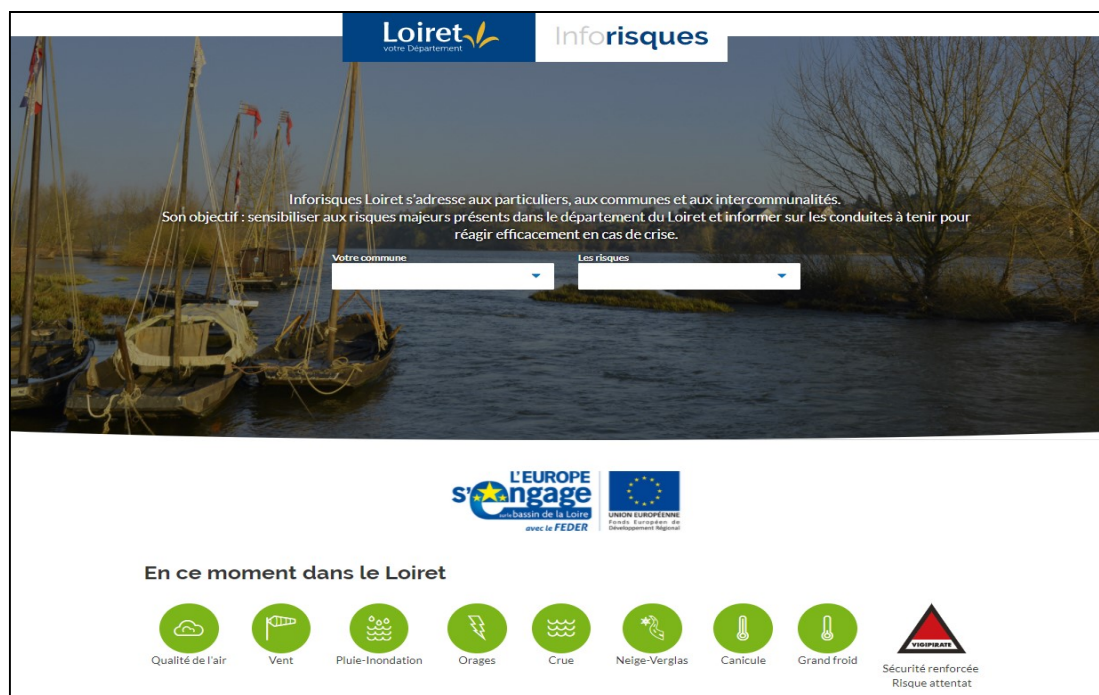 Loiret
votre Département
Inforisques
Inforisques Loiret s'adresse aux particuliers, aux communes et aux intercommunalités.
Son objectif : sensibiliser aux risques majeurs présents dans le département du Loiret et informer sur les conduites à tenir pour
réagir efficacement en cas de crise.
Votre commune
Les risques
L'EUROPE
s'engage
sur le bassin de la Loire
avec le FEDER
UNION EUROPÉENNE
Fonds Européen de
Développement Régional
En ce moment dans le Loiret
Qualité de l'air
Vent
Pluie-Inondation
Orages
Crue
Neige-Verglas
Canicule
Grand froid
VIGIPIRATE
Sécurité renforcée
Risque attentat